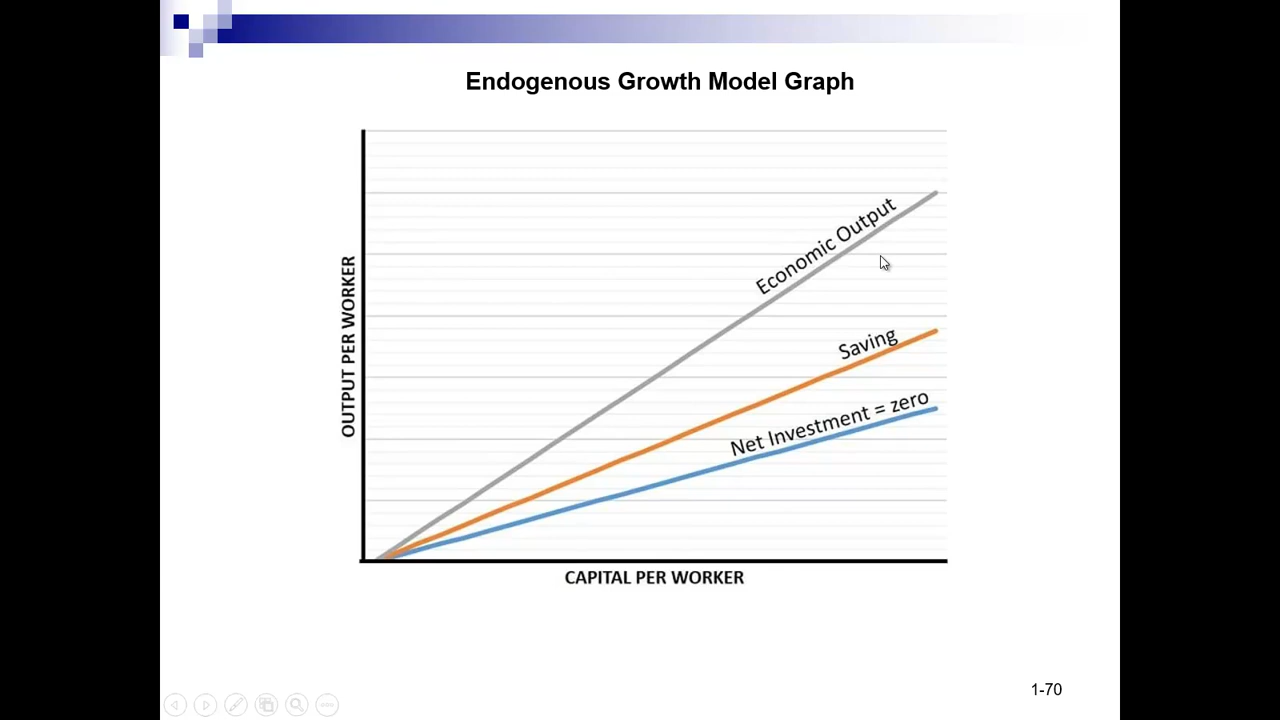 Endogenous Growth Model Graph
Economic Output
Saving
Net Investment = zero
OUTPUT PER WORKER
CAPITAL PER WORKER
1-70